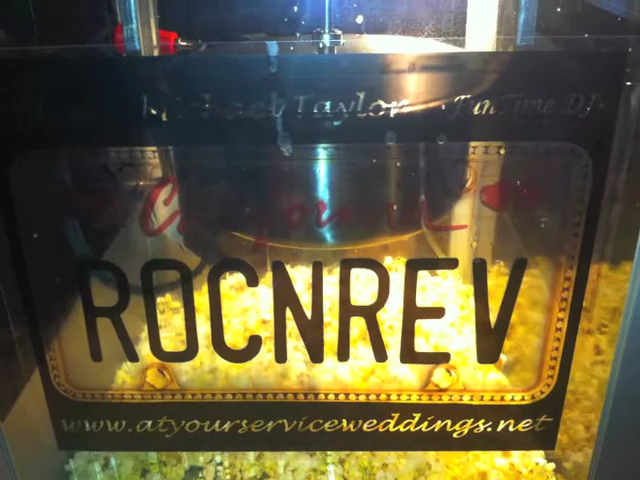 Michael Taylor - FunTime DJ
California
ROCNREV
www.atyourserviceweddings.net